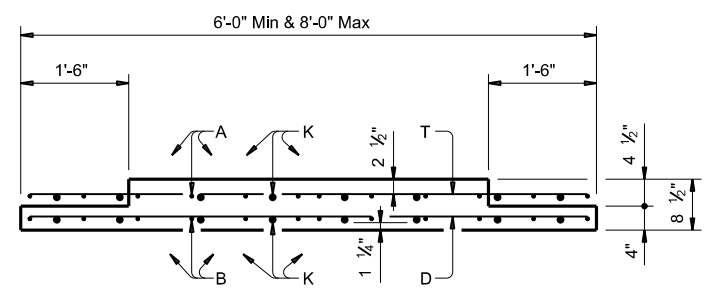 6'-0" Min & 8'-0" Max
1'-6"
1'-6"
A
K
2 1/2"
T
4 1/2"
8 1/2"
4"
B
K
1 1/4"
D